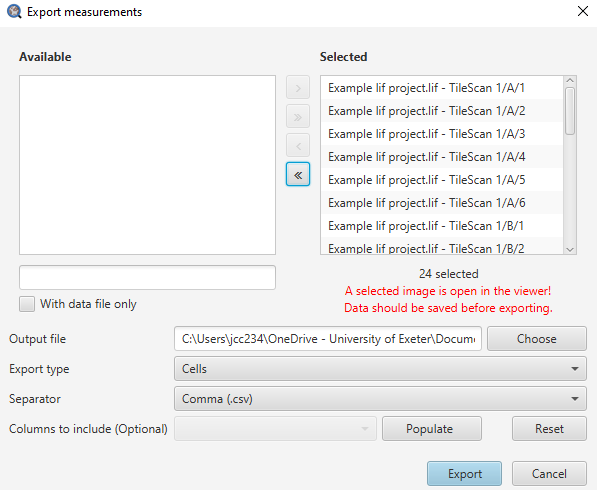 Export measurements
Available
Selected
Example lif project.lif - TileScan 1/A/1
Example lif project.lif - TileScan 1/A/2
Example lif project.lif - TileScan 1/A/3
Example lif project.lif - TileScan 1/A/4
Example lif project.lif - TileScan 1/A/5
Example lif project.lif - TileScan 1/A/6
Example lif project.lif - TileScan 1/B/1
Example lif project.lif - TileScan 1/B/2
24 selected
A selected image is open in the viewer!
Data should be saved before exporting.
With data file only
Output file C:\Users\jcc234\OneDrive - University of Exeter\Docume Choose
Export type Cells
Separator Comma (.csv)
Columns to include (Optional) Populate Reset
Export Cancel